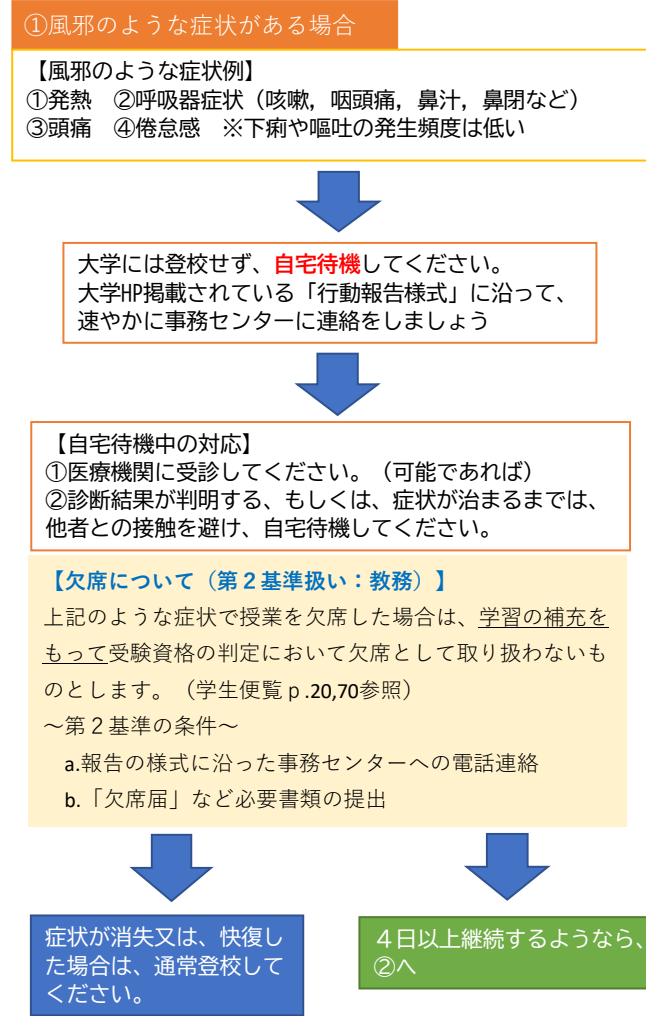 ①風邪のような症状がある場合
【風邪のような症状例】
①発熱　②呼吸器症状（咳嗽，咽頭痛，鼻汁，鼻閉など）
③頭痛　④倦怠感　※下痢や嘔吐の発生頻度は低い
大学には登校せず、自宅待機してください。
大学HP掲載されている「行動報告様式」に沿って、
速やかに事務センターに連絡をしましょう
【自宅待機中の対応】
①医療機関に受診してください。（可能であれば）
②診断結果が判明する、もしくは、症状が治まるまでは、
他者との接触を避け、自宅待機してください。
【欠席について（第２基準扱い：教務）】
上記のような症状で授業を欠席した場合は、学習の補充を
もって受験資格の判定において欠席として取り扱わないも
のとします。（学生便覧ｐ.20,70参照）
～第２基準の条件～
a.報告の様式に沿った事務センターへの電話連絡
b.「欠席届」など必要書類の提出
症状が消失又は、快復し
た場合は、通常登校して
ください。
４日以上継続するようなら、
②へ